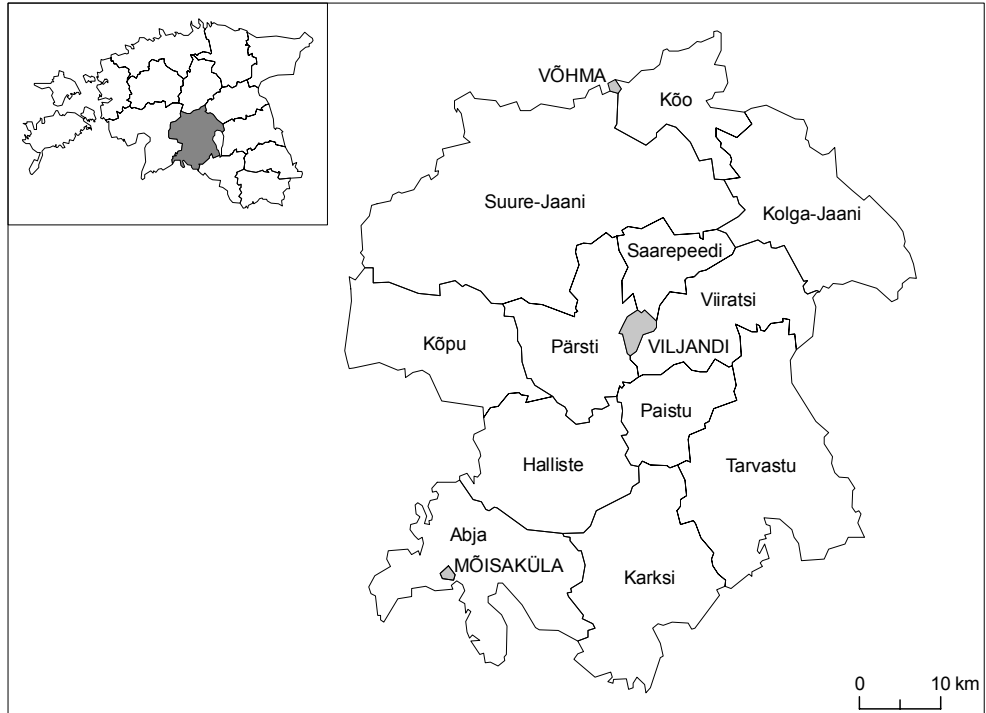 VÕHMA
Kõo
Suure-Jaani
Kolga-Jaani
Saarepeedi
Viiratsi
Kõpu
Pärsti
VILJANDI
Paistu
Halliste
Tarvastu
Abja
MÕISAKÜLA
Karksi
0 10 km